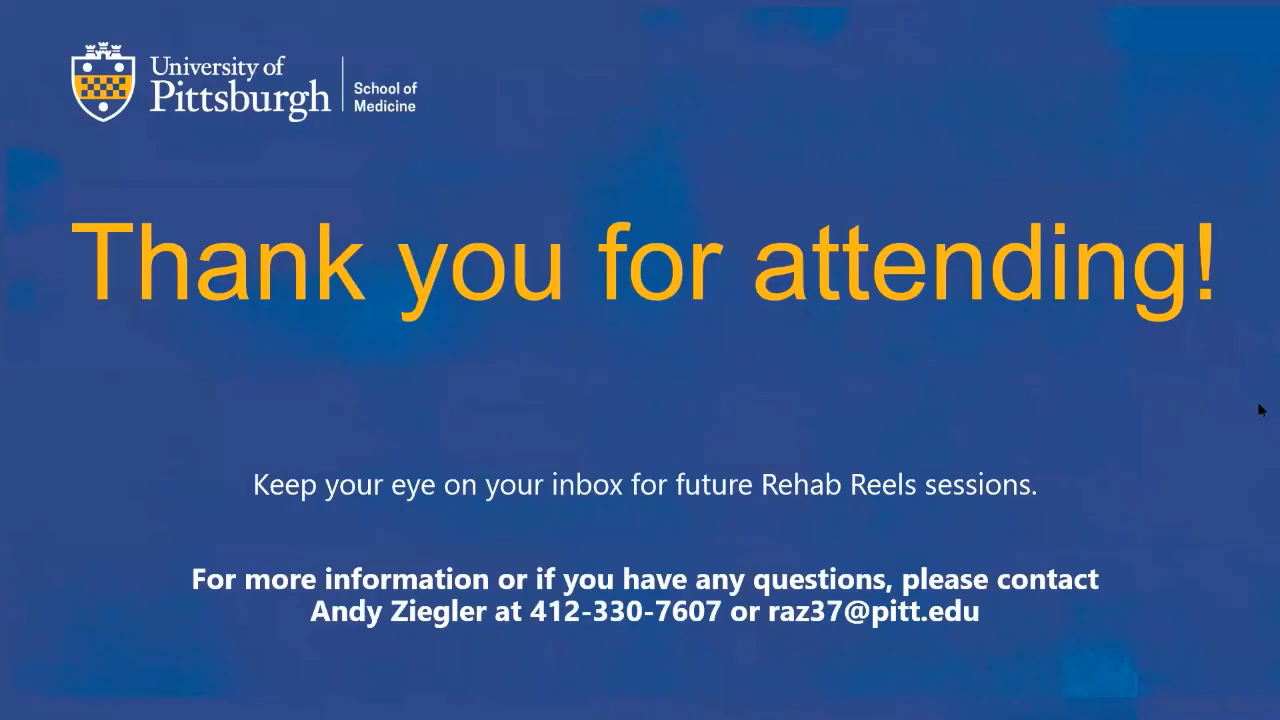 University of
Pittsburgh
School of
Medicine
Thank you for attending!
Keep your eye on your inbox for future Rehab Reels sessions.
For more information or if you have any questions, please contact
Andy Ziegler at 412-330-7607 or raz37@pitt.edu